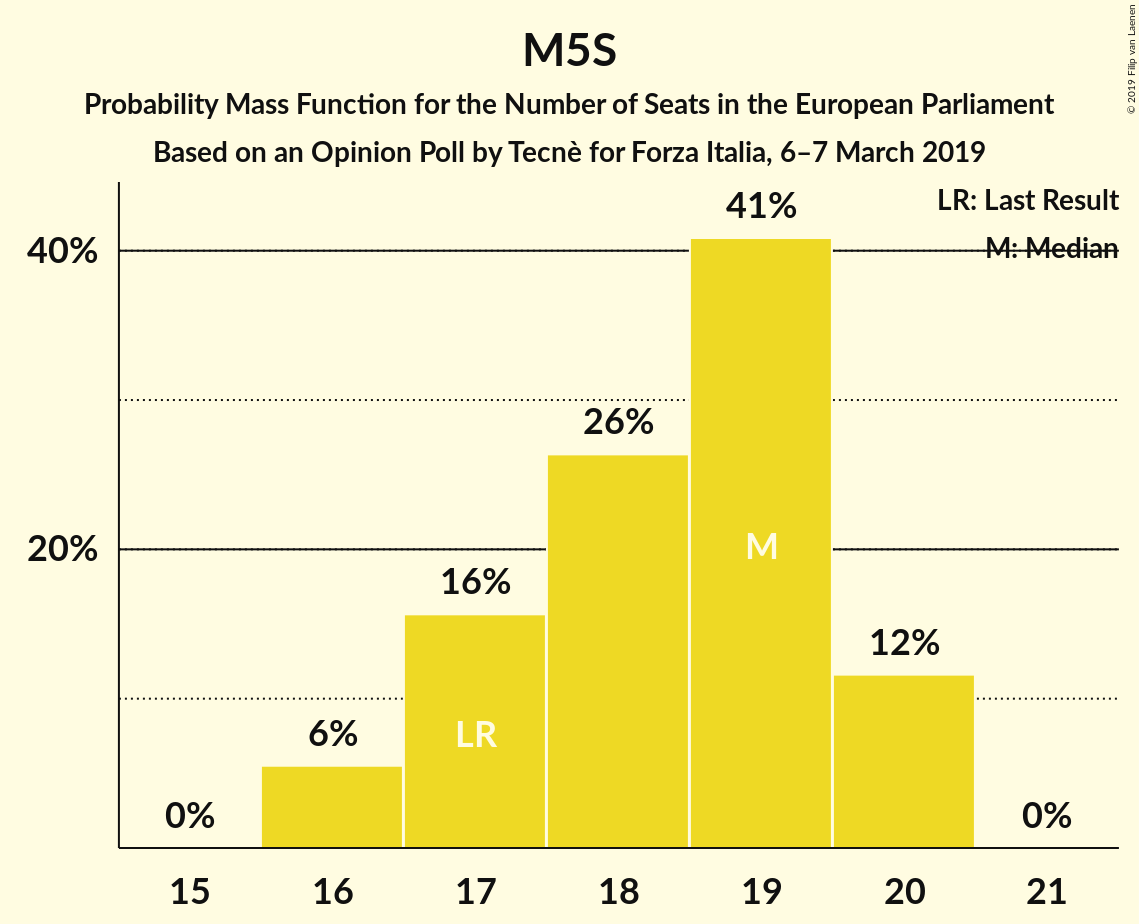 M5S
Probability Mass Function for the Number of Seats in the European Parliament
Based on an Opinion Poll by Tecnè for Forza Italia, 6–7 March 2019
© 2019 Filip van Laenen
LR: Last Result
M: Median
40%
20%
0%
6%
16%
26%
41%
12%
0%
LR
M
15
16
17
18
19
20
21